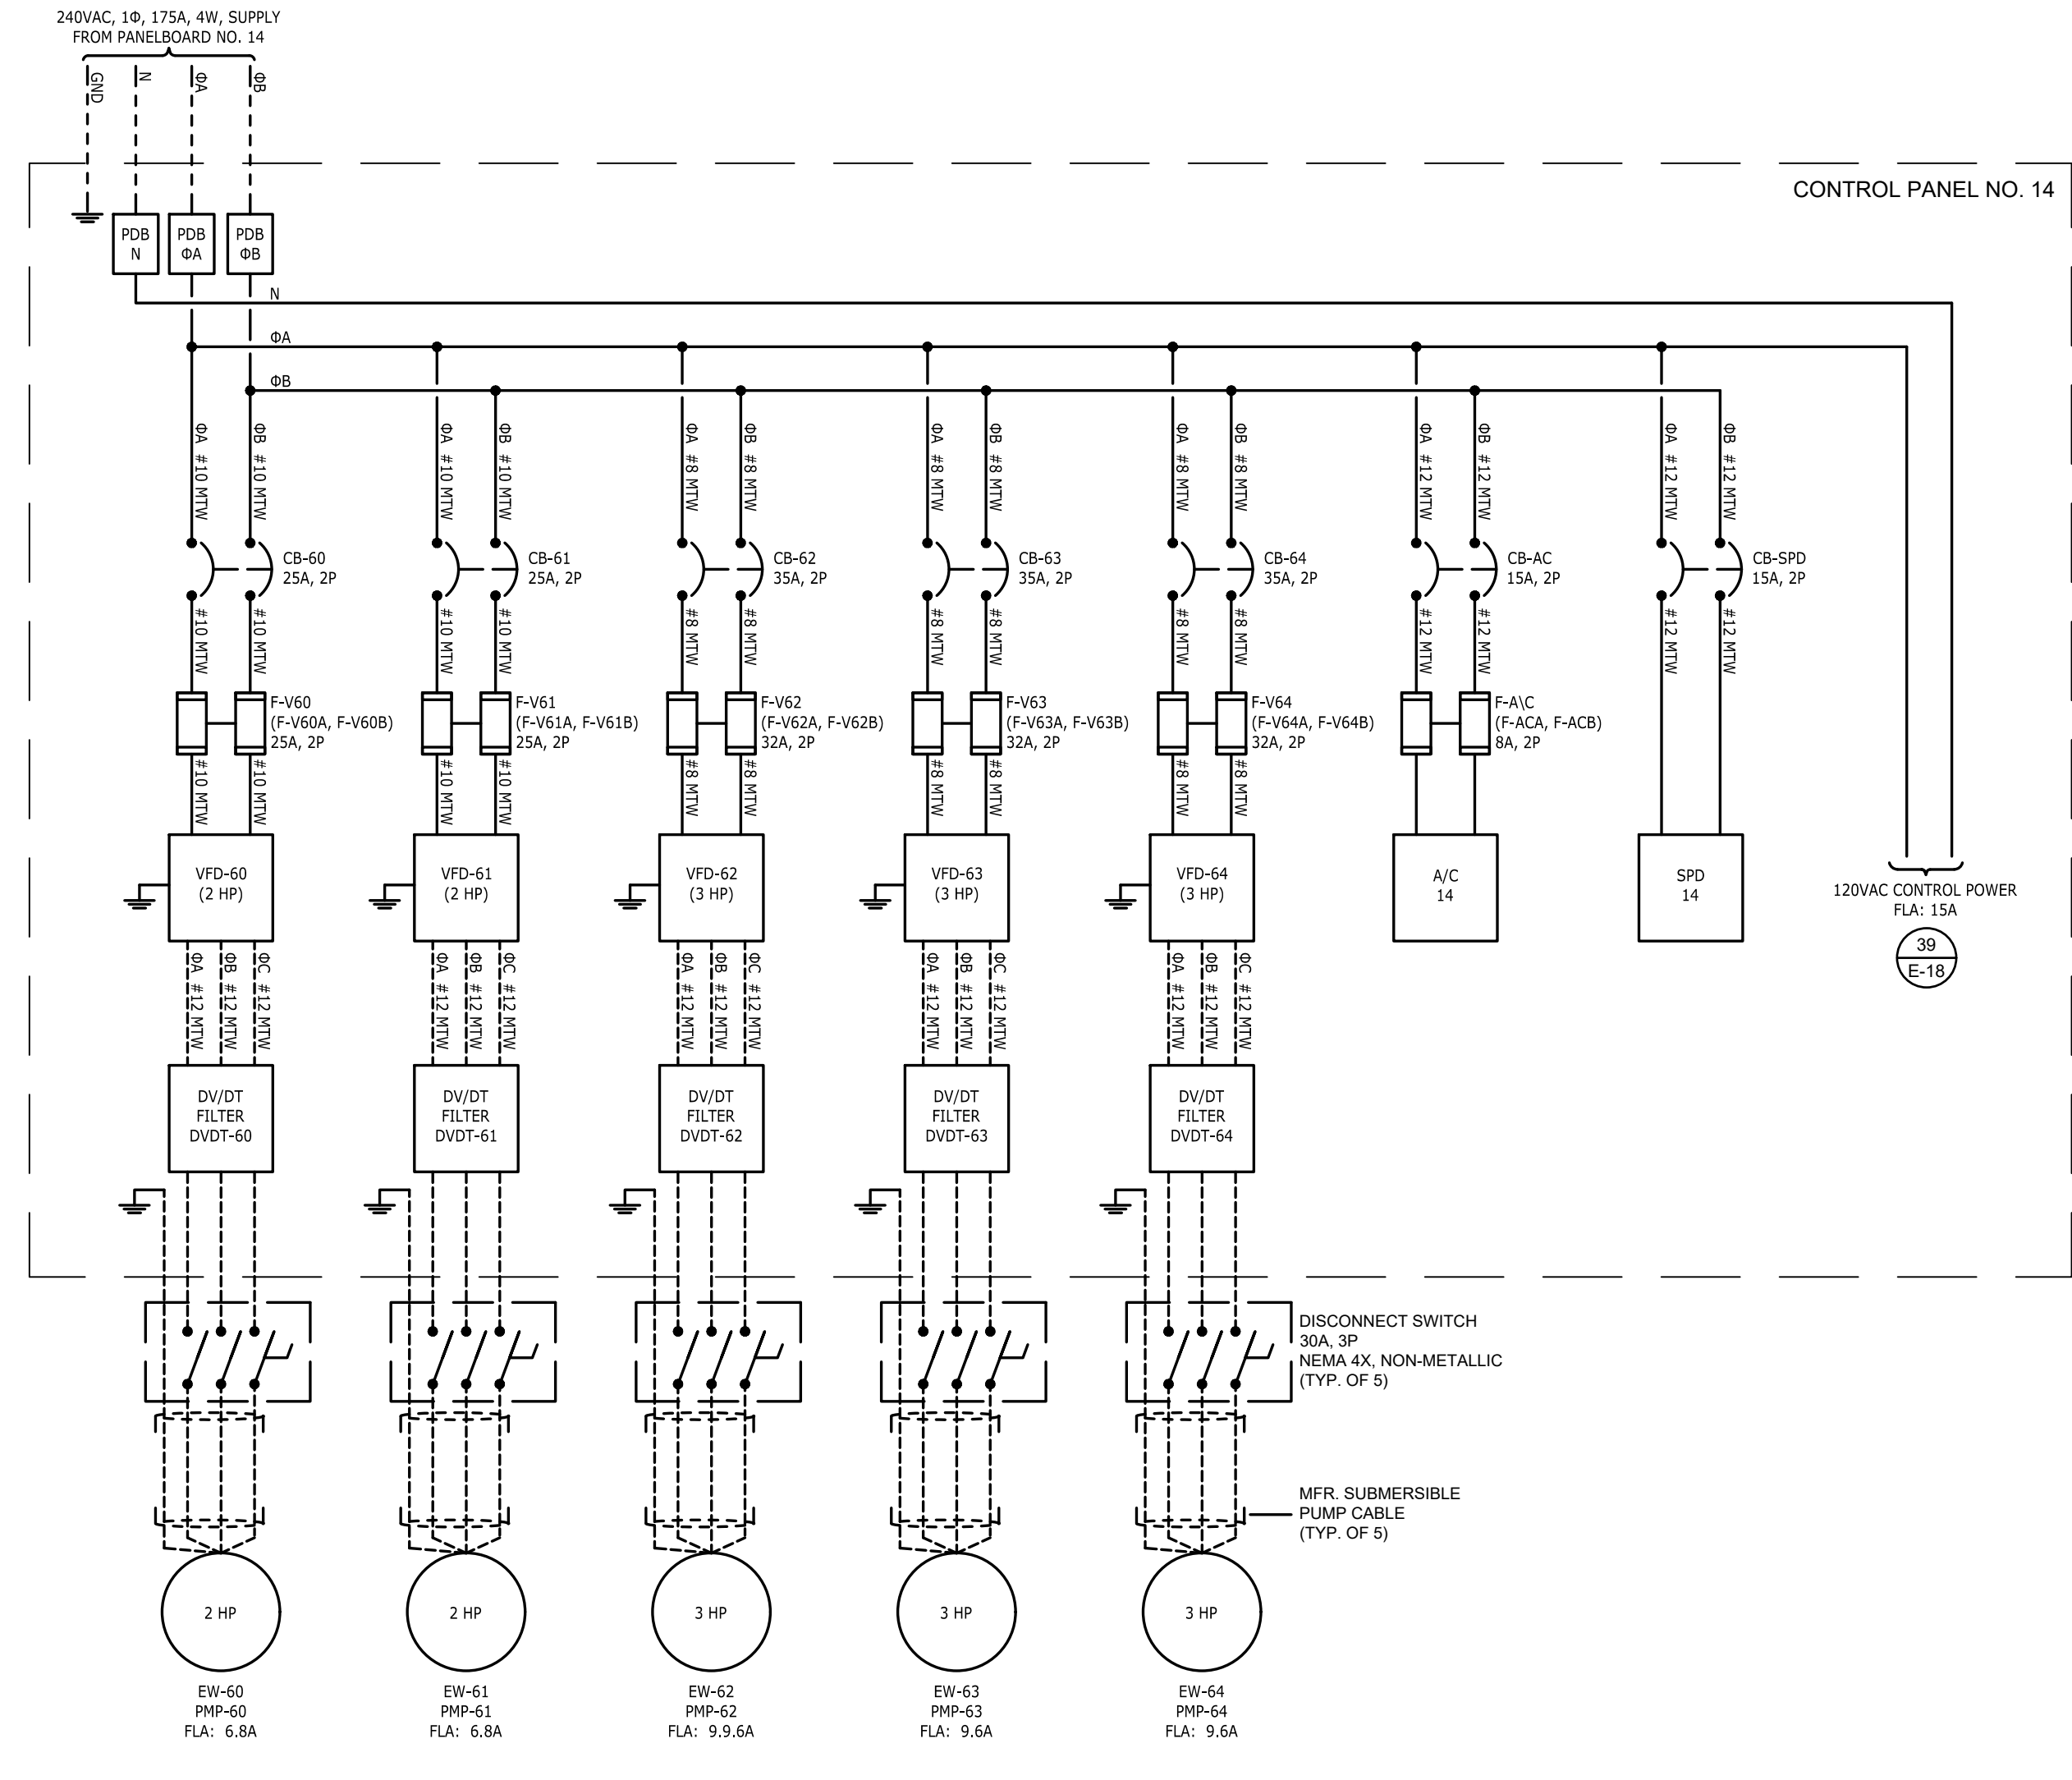 240VAC, 1Φ, 175A, 4W, SUPPLY
FROM PANELBOARD NO. 14
GND
N
ΦA
ΦB
CONTROL PANEL NO. 14
PDB
N
PDB
ΦA
PDB
ΦB
N
ΦA
ΦB
ΦA #10 MTW
ΦB #10 MTW
ΦA #10 MTW
ΦB #10 MTW
ΦA #8 MTW
ΦB #8 MTW
ΦA #8 MTW
ΦB #8 MTW
ΦA #8 MTW
ΦB #8 MTW
ΦA #12 MTW
ΦB #12 MTW
ΦA #12 MTW
ΦB #12 MTW
CB-60
25A, 2P
CB-61
25A, 2P
CB-62
35A, 2P
CB-63
35A, 2P
CB-64
35A, 2P
CB-AC
15A, 2P
CB-SPD
15A, 2P
#10 MTW
#10 MTW
#10 MTW
#10 MTW
#8 MTW
#8 MTW
#8 MTW
#8 MTW
#8 MTW
#8 MTW
#12 MTW
#12 MTW
#12 MTW
#12 MTW
F-V60
(F-V60A, F-V60B)
25A, 2P
F-V61
(F-V61A, F-V61B)
25A, 2P
F-V62
(F-V62A, F-V62B)
32A, 2P
F-V63
(F-V63A, F-V63B)
32A, 2P
F-V64
(F-V64A, F-V64B)
32A, 2P
F-A\C
(F-ACA, F-ACB)
8A, 2P
#10 MTW
#10 MTW
#10 MTW
#10 MTW
#8 MTW
#8 MTW
#8 MTW
#8 MTW
#8 MTW
#8 MTW
VFD-60
(2 HP)
VFD-61
(2 HP)
VFD-62
(3 HP)
VFD-63
(3 HP)
VFD-64
(3 HP)
A/C
14
SPD
14
120VAC CONTROL POWER
FLA: 15A
39
E-18
ΦA #12 MTW
ΦB #12 MTW
ΦC #12 MTW
ΦA #12 MTW
ΦB #12 MTW
ΦC #12 MTW
ΦA #12 MTW
ΦB #12 MTW
ΦC #12 MTW
ΦA #12 MTW
ΦB #12 MTW
ΦC #12 MTW
ΦA #12 MTW
ΦB #12 MTW
ΦC #12 MTW
DV/DT
FILTER
DVDT-60
DV/DT
FILTER
DVDT-61
DV/DT
FILTER
DVDT-62
DV/DT
FILTER
DVDT-63
DV/DT
FILTER
DVDT-64
DISCONNECT SWITCH
30A, 3P
NEMA 4X, NON-METALLIC
(TYP. OF 5)
MFR. SUBMERSIBLE
PUMP CABLE
(TYP. OF 5)
2 HP
2 HP
3 HP
3 HP
3 HP
EW-60
PMP-60
FLA: 6.8A
EW-61
PMP-61
FLA: 6.8A
EW-62
PMP-62
FLA: 9.9.6A
EW-63
PMP-63
FLA: 9.6A
EW-64
PMP-64
FLA: 9.6A